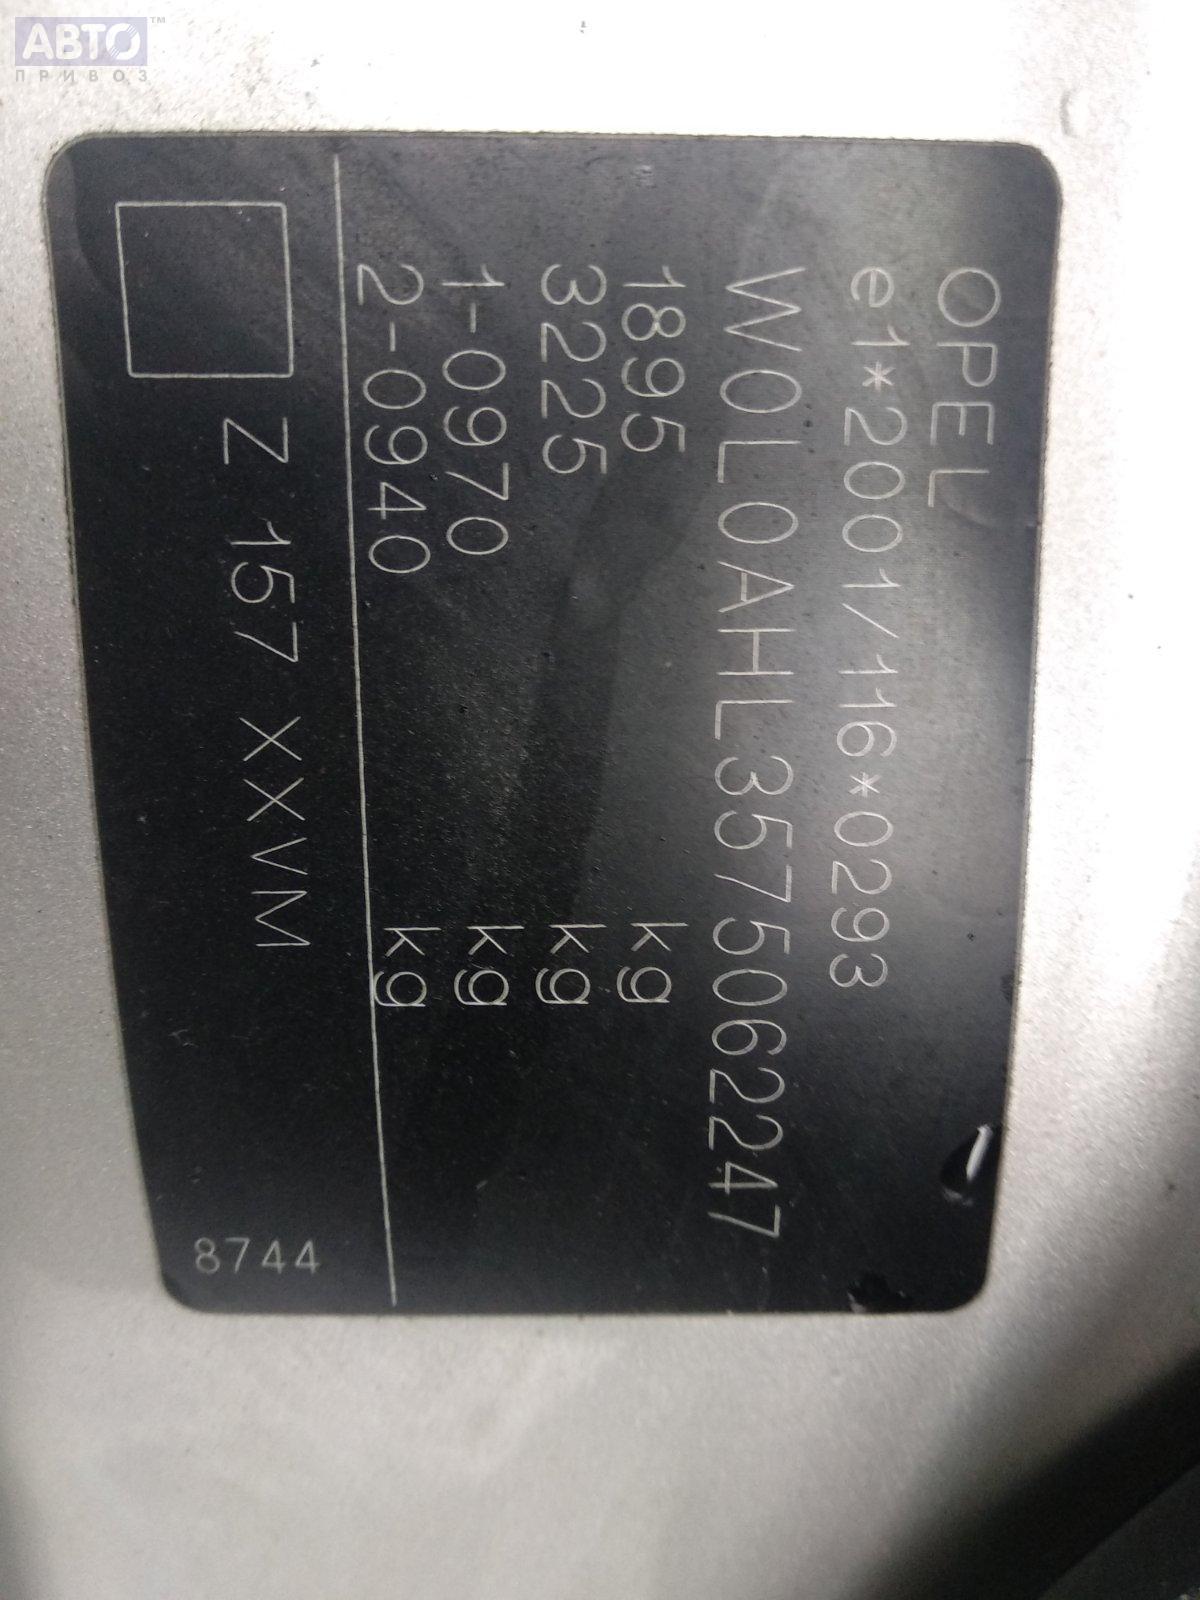 АВТО™
ПРИВОЗ
OPEL
e1*2001/116*0293
W0L0AHL3575062247
1895 kg
3225 kg
1-0970 kg
2-0940 kg
Z 157 XXVM
8744